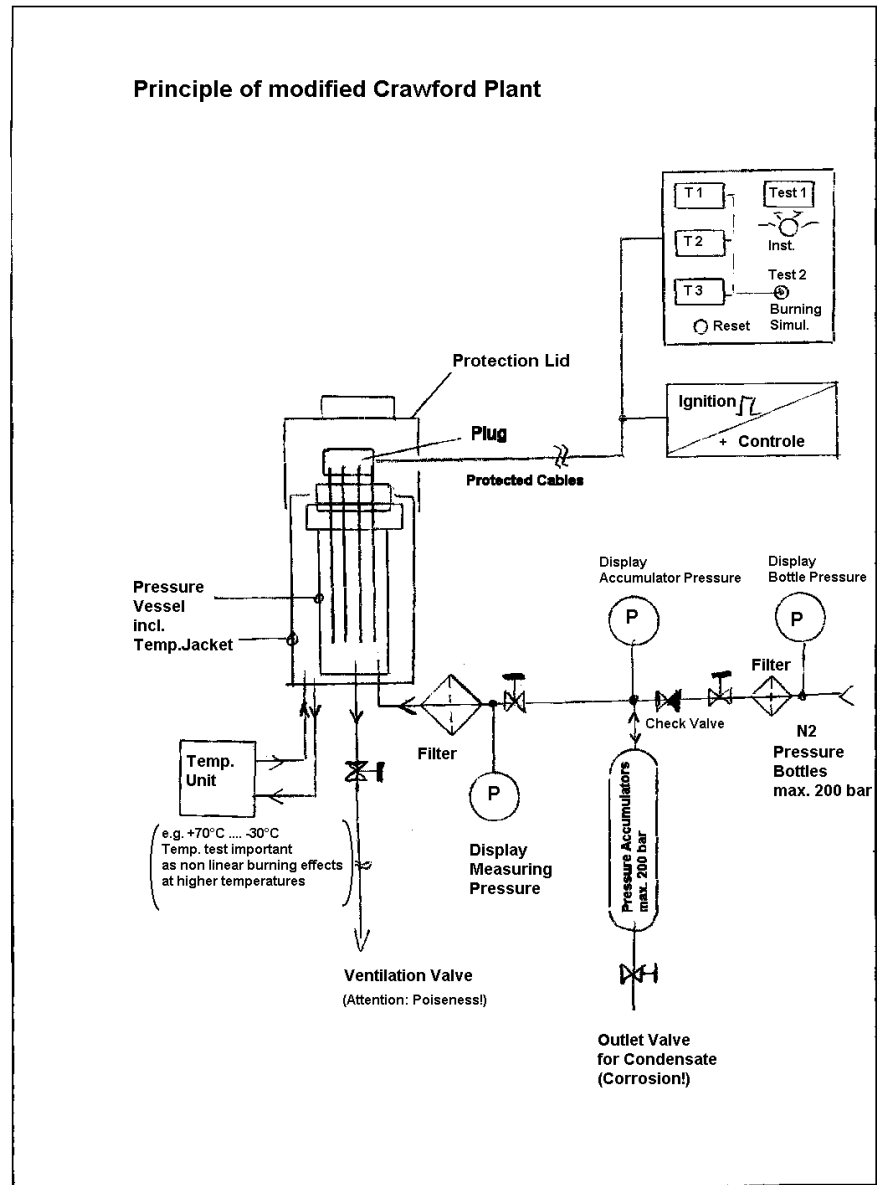 Principle of modified Crawford Plant
T 1
Test 1
T 2
Inst.
Test 2
T 3
Burning
Simul.
Reset
Protection Lid
Ignition
+ Controle
Plug
Protected Cables
Display
Accumulator Pressure
Display
Bottle Pressure
P
P
Pressure
Vessel
incl.
Temp.Jacket
Filter
Check Valve
Filter
N2
Pressure
Bottles
max. 200 bar
Temp.
Unit
P
e.g. +70°C .... -30°C
Temp. test important
as non linear burning effects
at higher temperatures
Display
Measuring
Pressure
Pressure Accumulators
max. 200 bar
Ventilation Valve
(Attention: Poiseness!)
Outlet Valve
for Condensate
(Corrosion!)